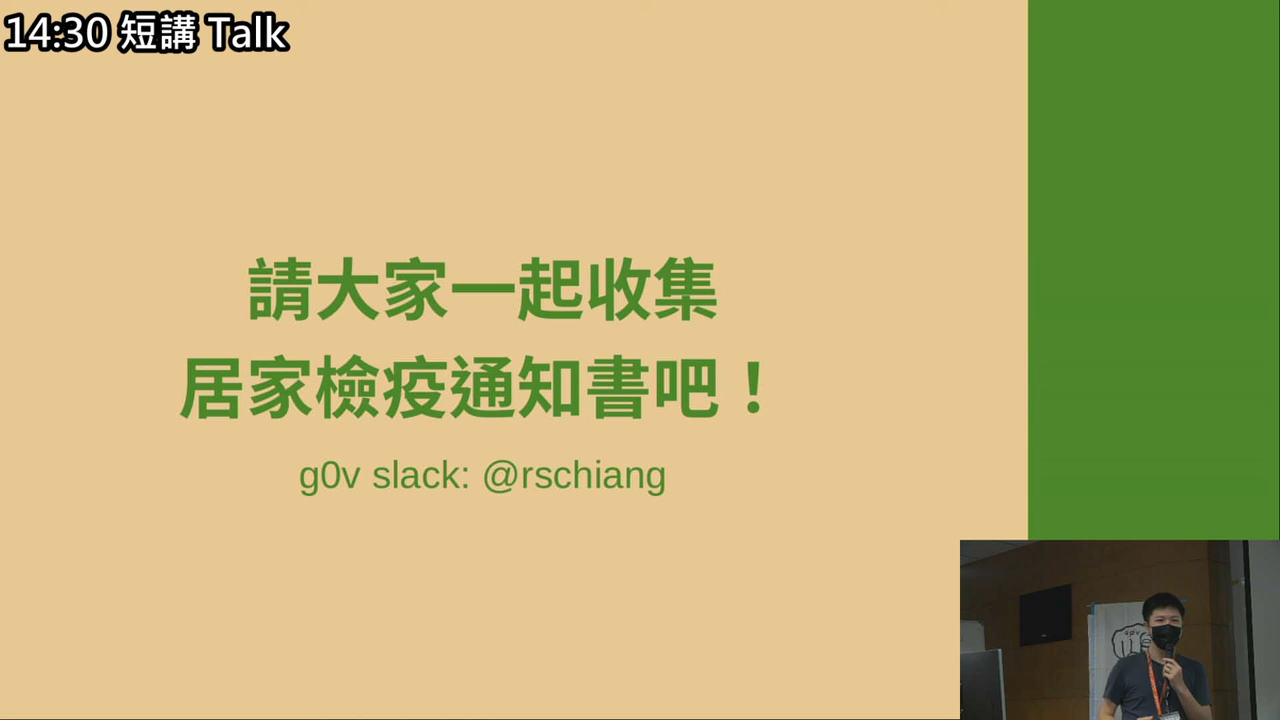 14:30 短講 Talk
請大家一起收集
居家檢疫通知書吧！
g0v slack: @rschiang
g0v